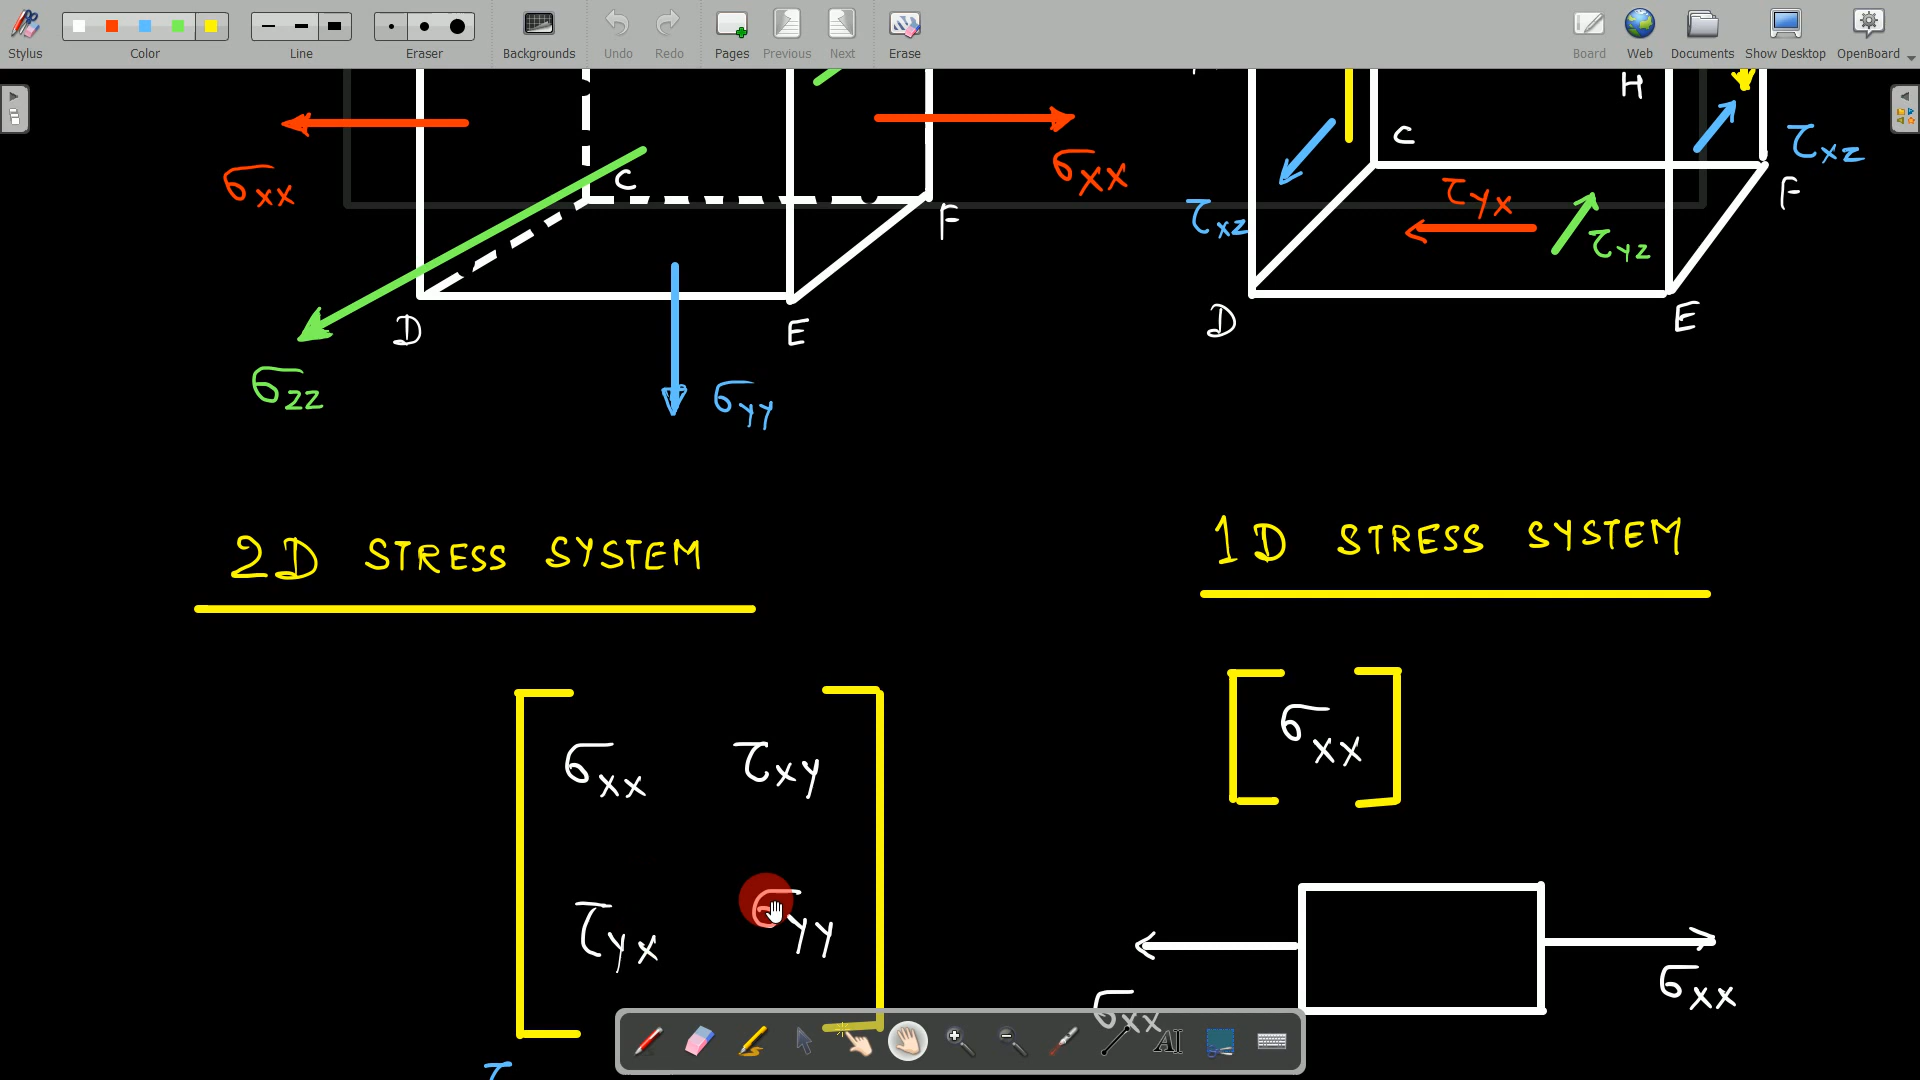 Stylus Color Line Eraser Backgrounds Undo Redo Pages Previous Next Erase Board Web Documents Show Desktop OpenBoard
H
C
τxz
σxx
C
σxx
τyx
F
τxz
F
τyz
D
E
D
E
σzz
σyy
2D STRESS SYSTEM
1D STRESS SYSTEM
σxx
σxx τxy
τyx σyy
σxx
σxx
AI
τ